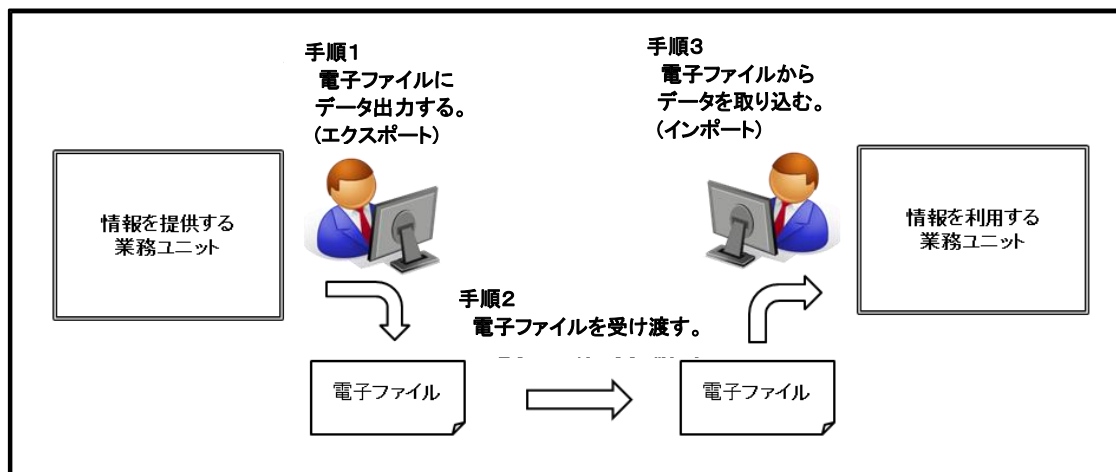 手順1
電子ファイルに
データ出力する。
(エクスポート)
手順3
電子ファイルから
データを取り込む。
(インポート)
情報を提供する
業務ユニット
情報を利用する
業務ユニット
手順2
電子ファイルを受け渡す。
電子ファイル
電子ファイル